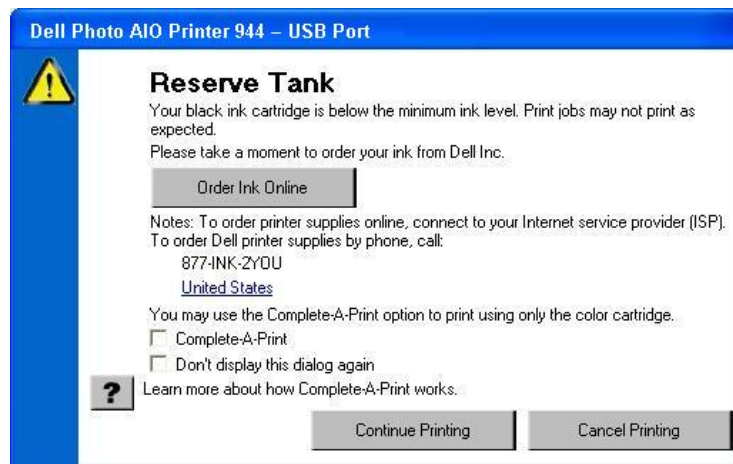 Dell Photo AIO Printer 944 – USB Port
Reserve Tank
Your black ink cartridge is below the minimum ink level. Print jobs may not print as
expected.
Please take a moment to order your ink from Dell Inc.
Order Ink Online
Notes: To order printer supplies online, connect to your Internet service provider (ISP).
To order Dell printer supplies by phone, call:
877-INK-2YOU
United States
You may use the Complete-A-Print option to print using only the color cartridge.
Complete-A-Print
Don't display this dialog again
? Learn more about how Complete-A-Print works.
Continue Printing Cancel Printing